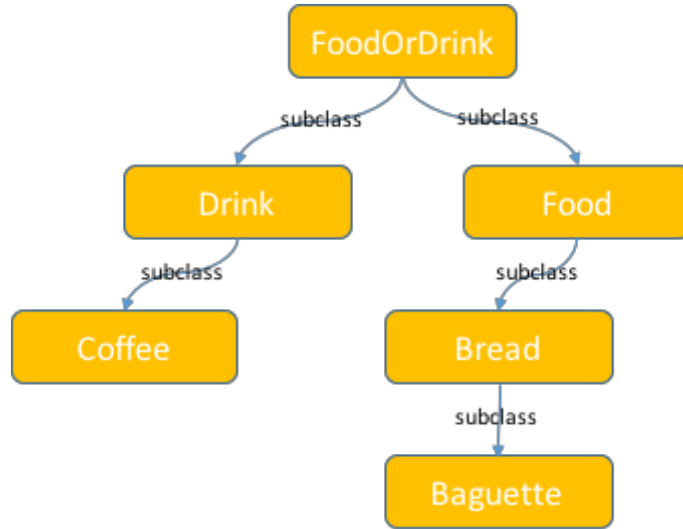 FoodOrDrink
subclass
subclass
Drink
Food
subclass
subclass
Coffee
Bread
subclass
Baguette